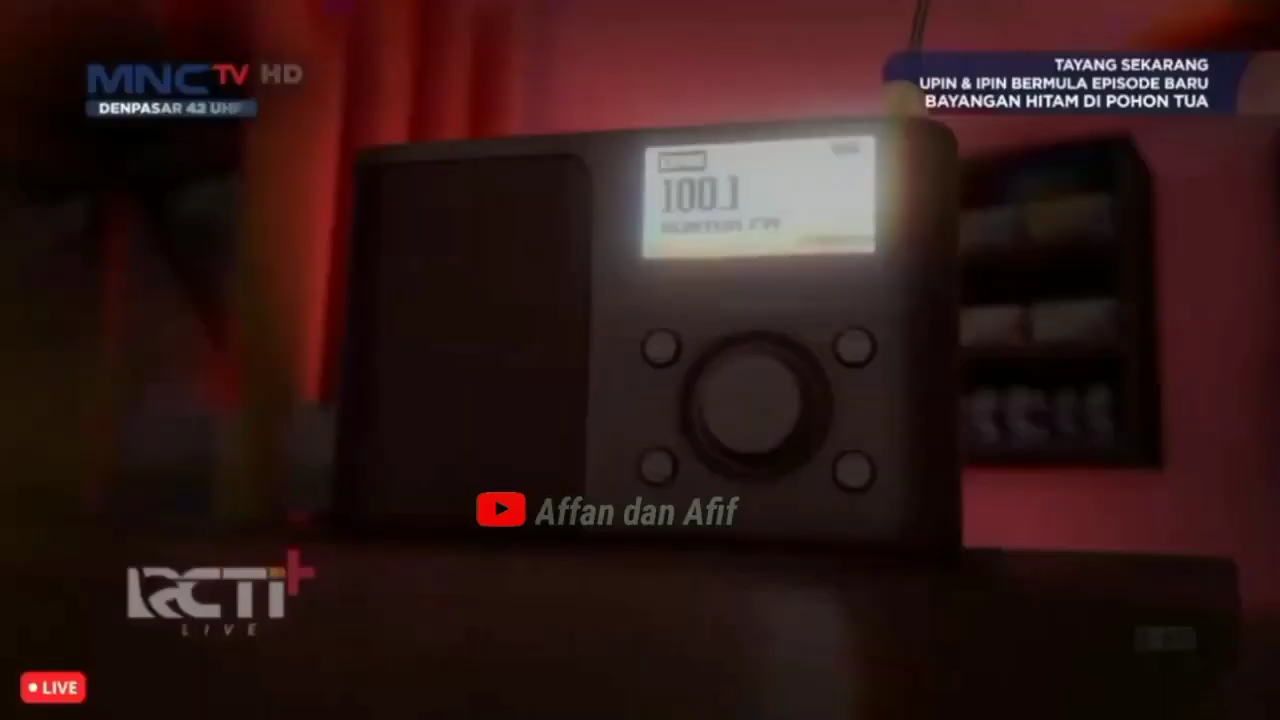 MNCTV HD
DENPASAR 42 UHF
TAYANG SEKARANG
UPIN & IPIN BERMULA EPISODE BARU
BAYANGAN HITAM DI POHON TUA
100.1
Affan dan Afif
RCTI+
LIVE
LIVE